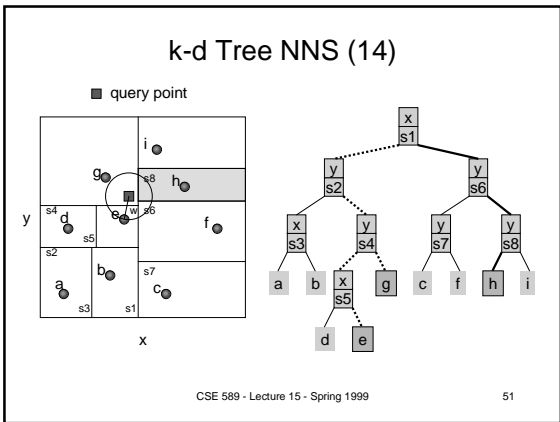 k-d Tree NNS (14)
query point
x
s1
y
s2
y
s6
x
s3
y
s4
y
s7
y
s8
a
b
x
s5
g
c
f
h
i
d
e
i
g
s8
h
s4
d
e
w
s6
f
s5
y
s2
a
b
s3
s1
s7
c
x
CSE 589 - Lecture 15 - Spring 1999
51